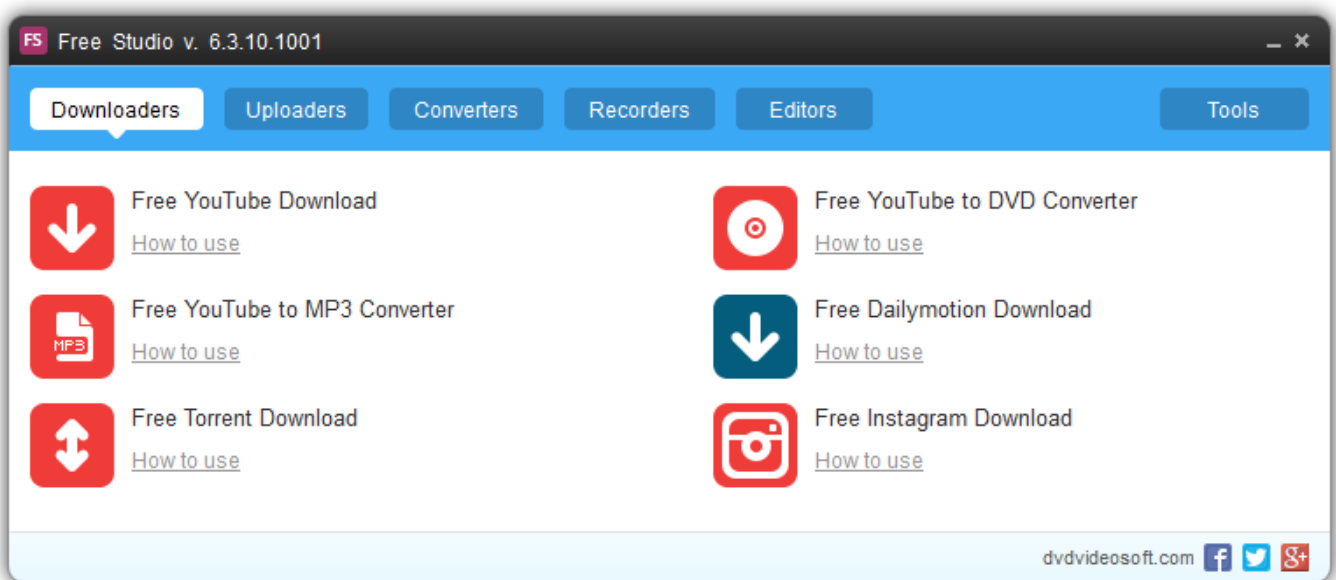 FS Free Studio v. 6.3.10.1001
Downloaders Uploaders Converters Recorders Editors Tools
Free YouTube Download
How to use
Free YouTube to DVD Converter
How to use
MP3
Free YouTube to MP3 Converter
How to use
Free Dailymotion Download
How to use
Free Torrent Download
How to use
Free Instagram Download
How to use
dvdvideosoft.com f g+